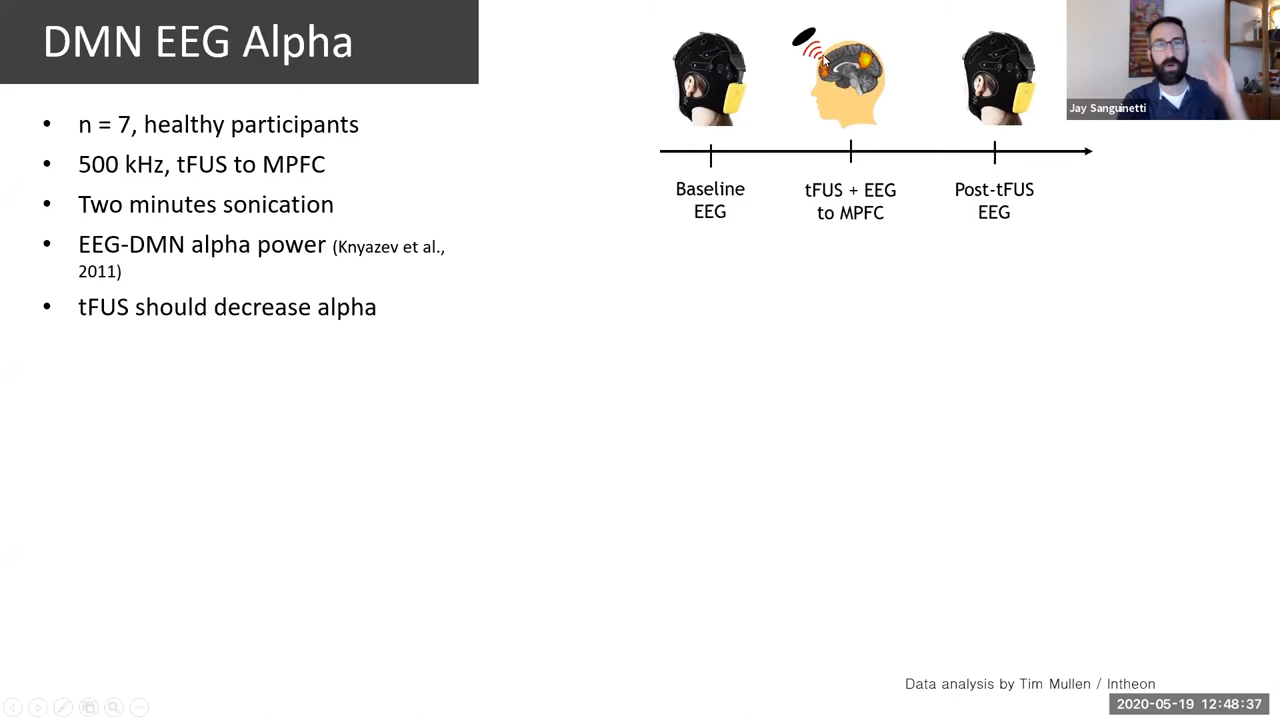 DMN EEG Alpha
• n = 7, healthy participants
• 500 kHz, tFUS to MPFC
• Two minutes sonication
• EEG-DMN alpha power (Knyazev et al.,
2011)
• tFUS should decrease alpha
Jay Sanguinetti
Baseline
EEG
tFUS + EEG
to MPFC
Post-tFUS
EEG
Data analysis by Tim Mullen / Intheon
2020-05-19 12:48:37